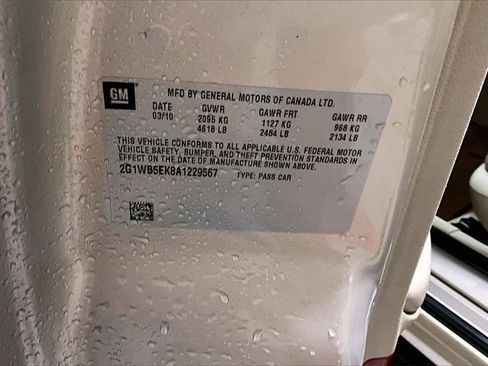 GM
MFD BY GENERAL MOTORS OF CANADA LTD.
DATE GVWR GAWR FRT GAWR RR
03/10 2095 KG 1127 KG 968 KG
4618 LB 2484 LB 2134 LB
THIS VEHICLE CONFORMS TO ALL APPLICABLE U.S. FEDERAL MOTOR
VEHICLE SAFETY, BUMPER, AND THEFT PREVENTION STANDARDS IN
EFFECT ON THE DATE OF MANUFACTURE SHOWN ABOVE.
2G1WB5EK8A1229567 TYPE: PASS CAR